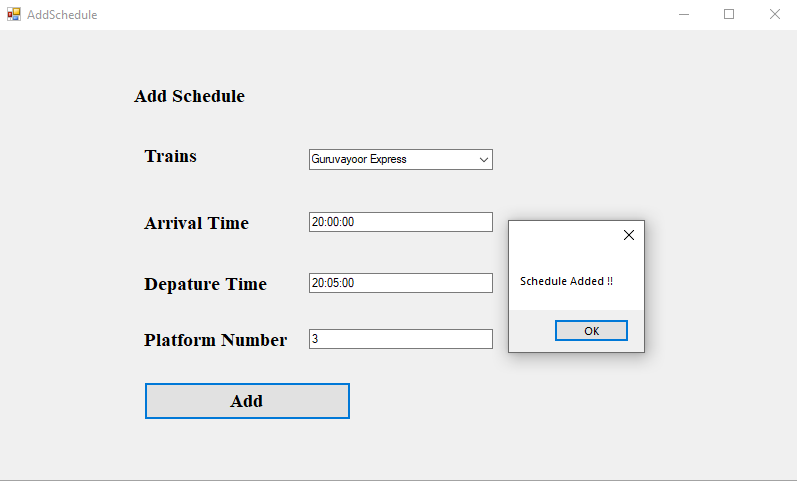 AddSchedule
Add Schedule
Trains
Guruvayoor Express
Arrival Time
20:00:00
Depature Time
20:05:00
Platform Number
3
Add
Schedule Added !!
OK